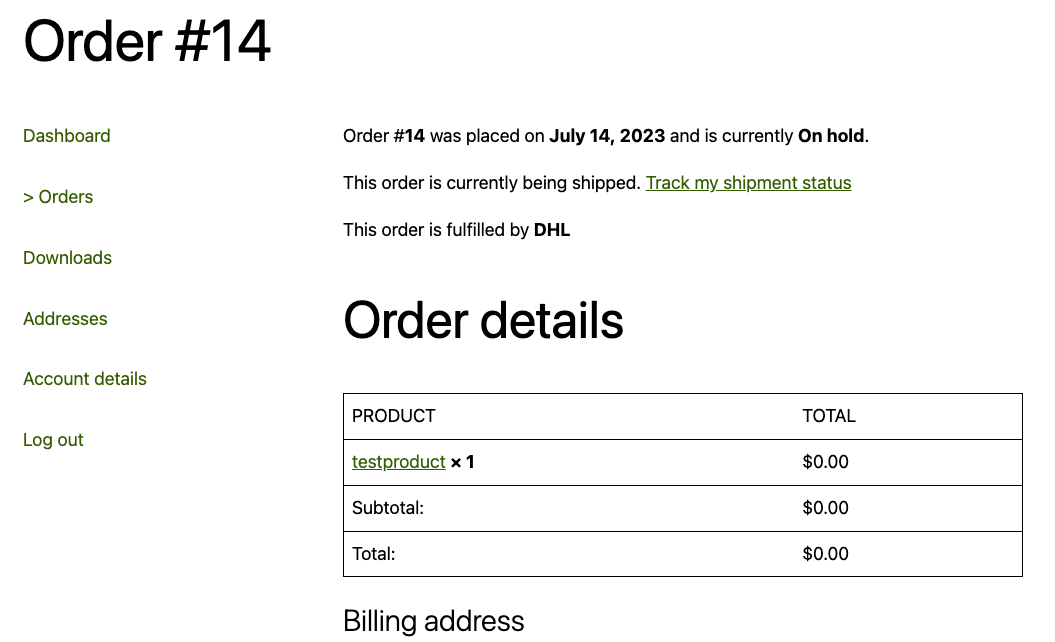 Order #14
Dashboard
> Orders
Downloads
Addresses
Account details
Log out
Order #14 was placed on July 14, 2023 and is currently On hold.
This order is currently being shipped. Track my shipment status
This order is fulfilled by DHL
Order details
PRODUCT TOTAL
testproduct × 1 $0.00
Subtotal: $0.00
Total: $0.00
Billing address